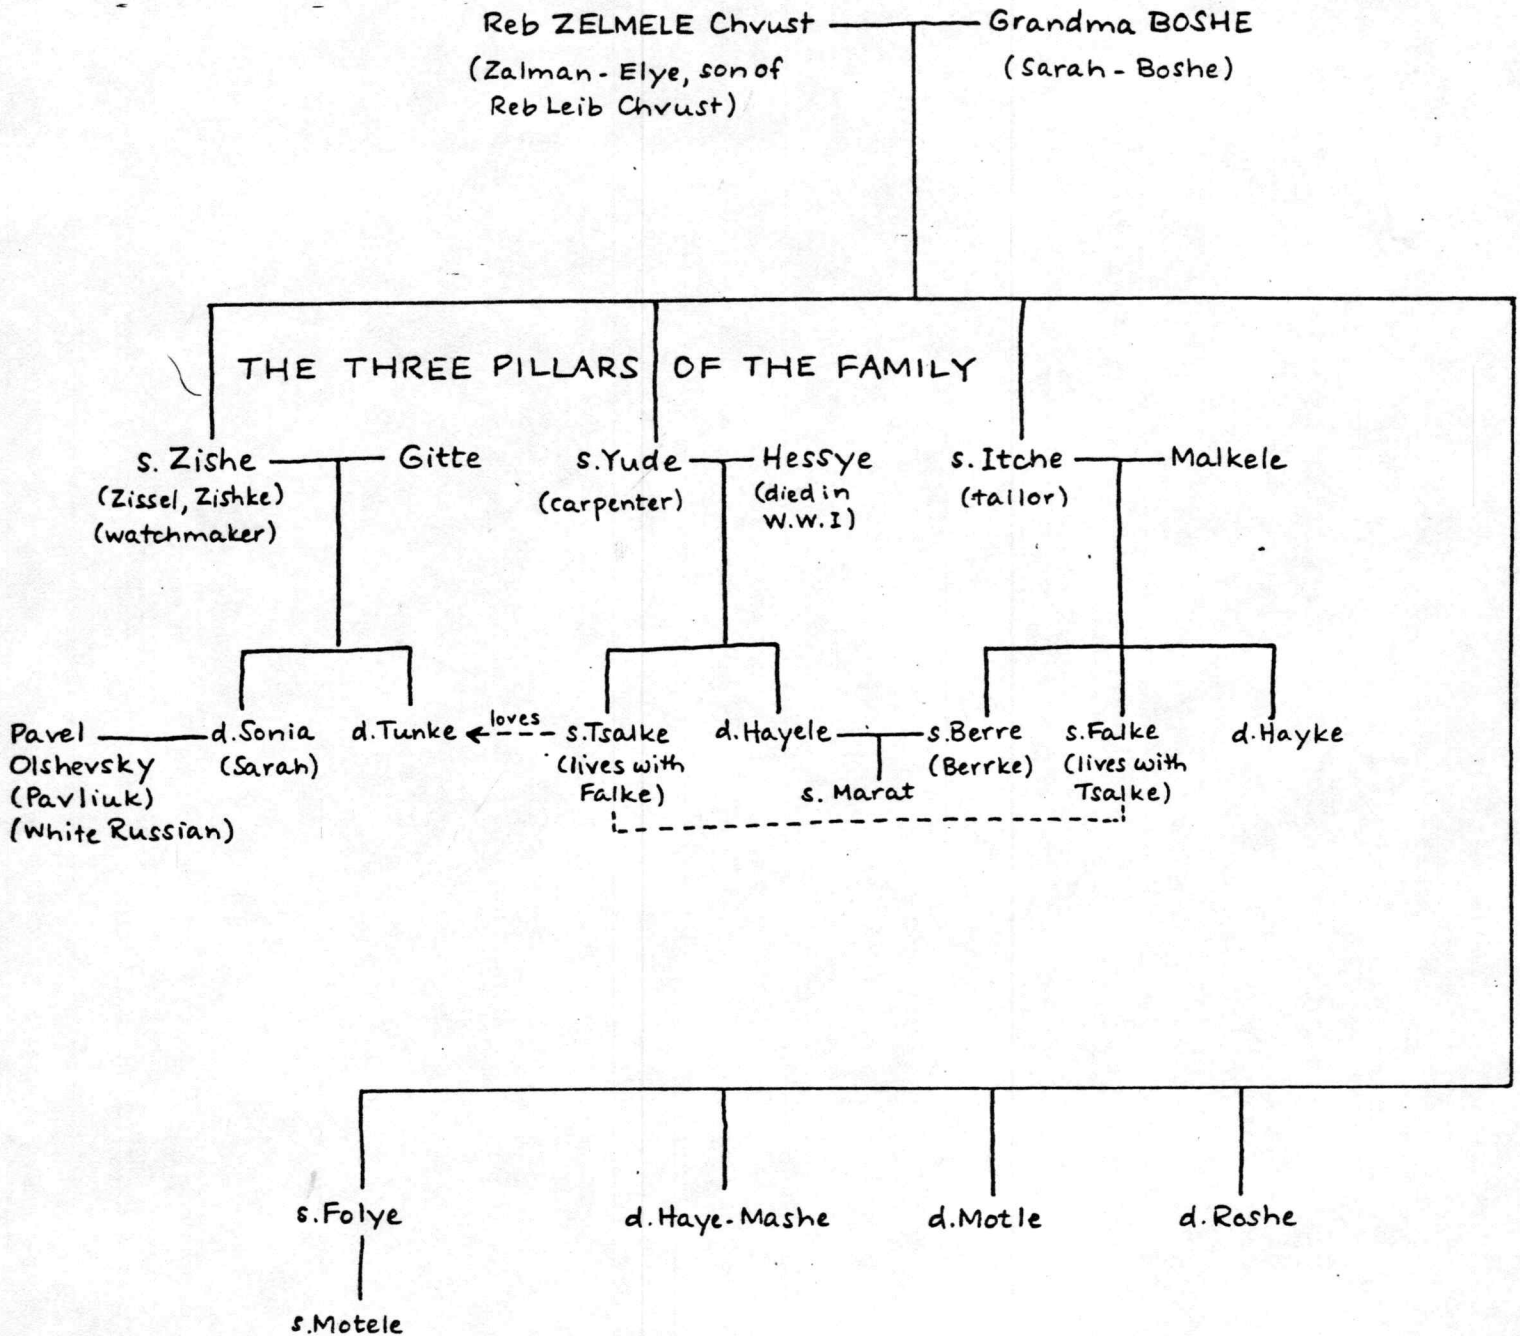 Reb ZELMELE Chvust Grandma BOSHE
(Zalman - Elye, son of (Sarah - Boshe)
Reb Leib Chvust)
THE THREE PILLARS OF THE FAMILY
s. Zishe Gitte s. Yude Hessye s. Itche Malkele
(Zissel, Zishke) (carpenter) (died in (tailor)
(watchmaker) W.W.I)
Pavel d. Sonia d. Tunke loves s. Tsalke d. Hayele s. Berre s. Falke d. Hayke
Olshevsky (Sarah) (lives with (Berrke) (lives with
(Pavliuk) Falke) s. Marat Tsalke)
(White Russian)
s. Folye d. Haye-Mashe d. Motle d. Roshe
s. Motele